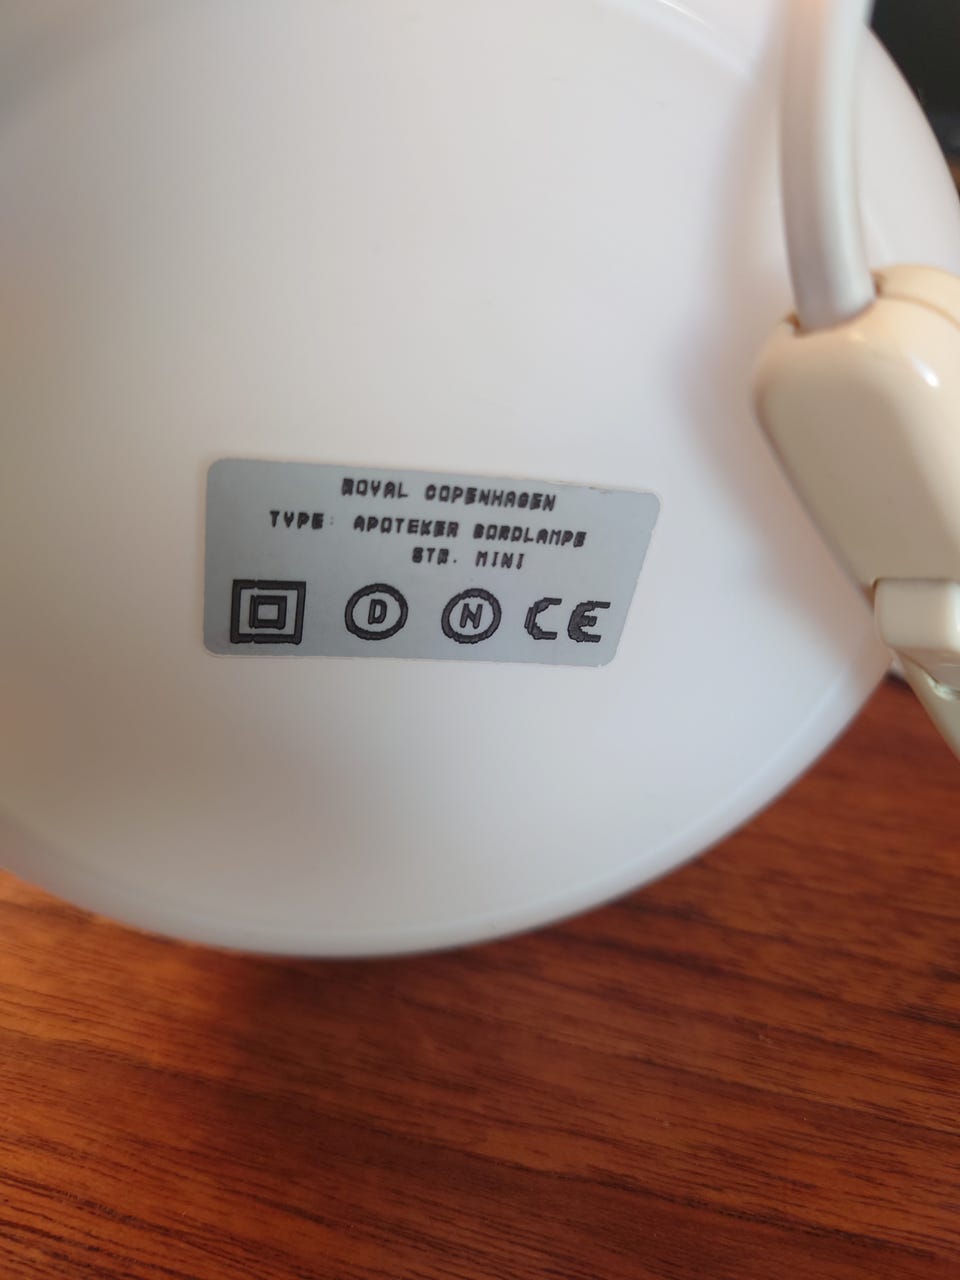 ROYAL COPENHAGEN
TYPE: APOTEKER BORDLAMPE
STR. MINI
D N CE